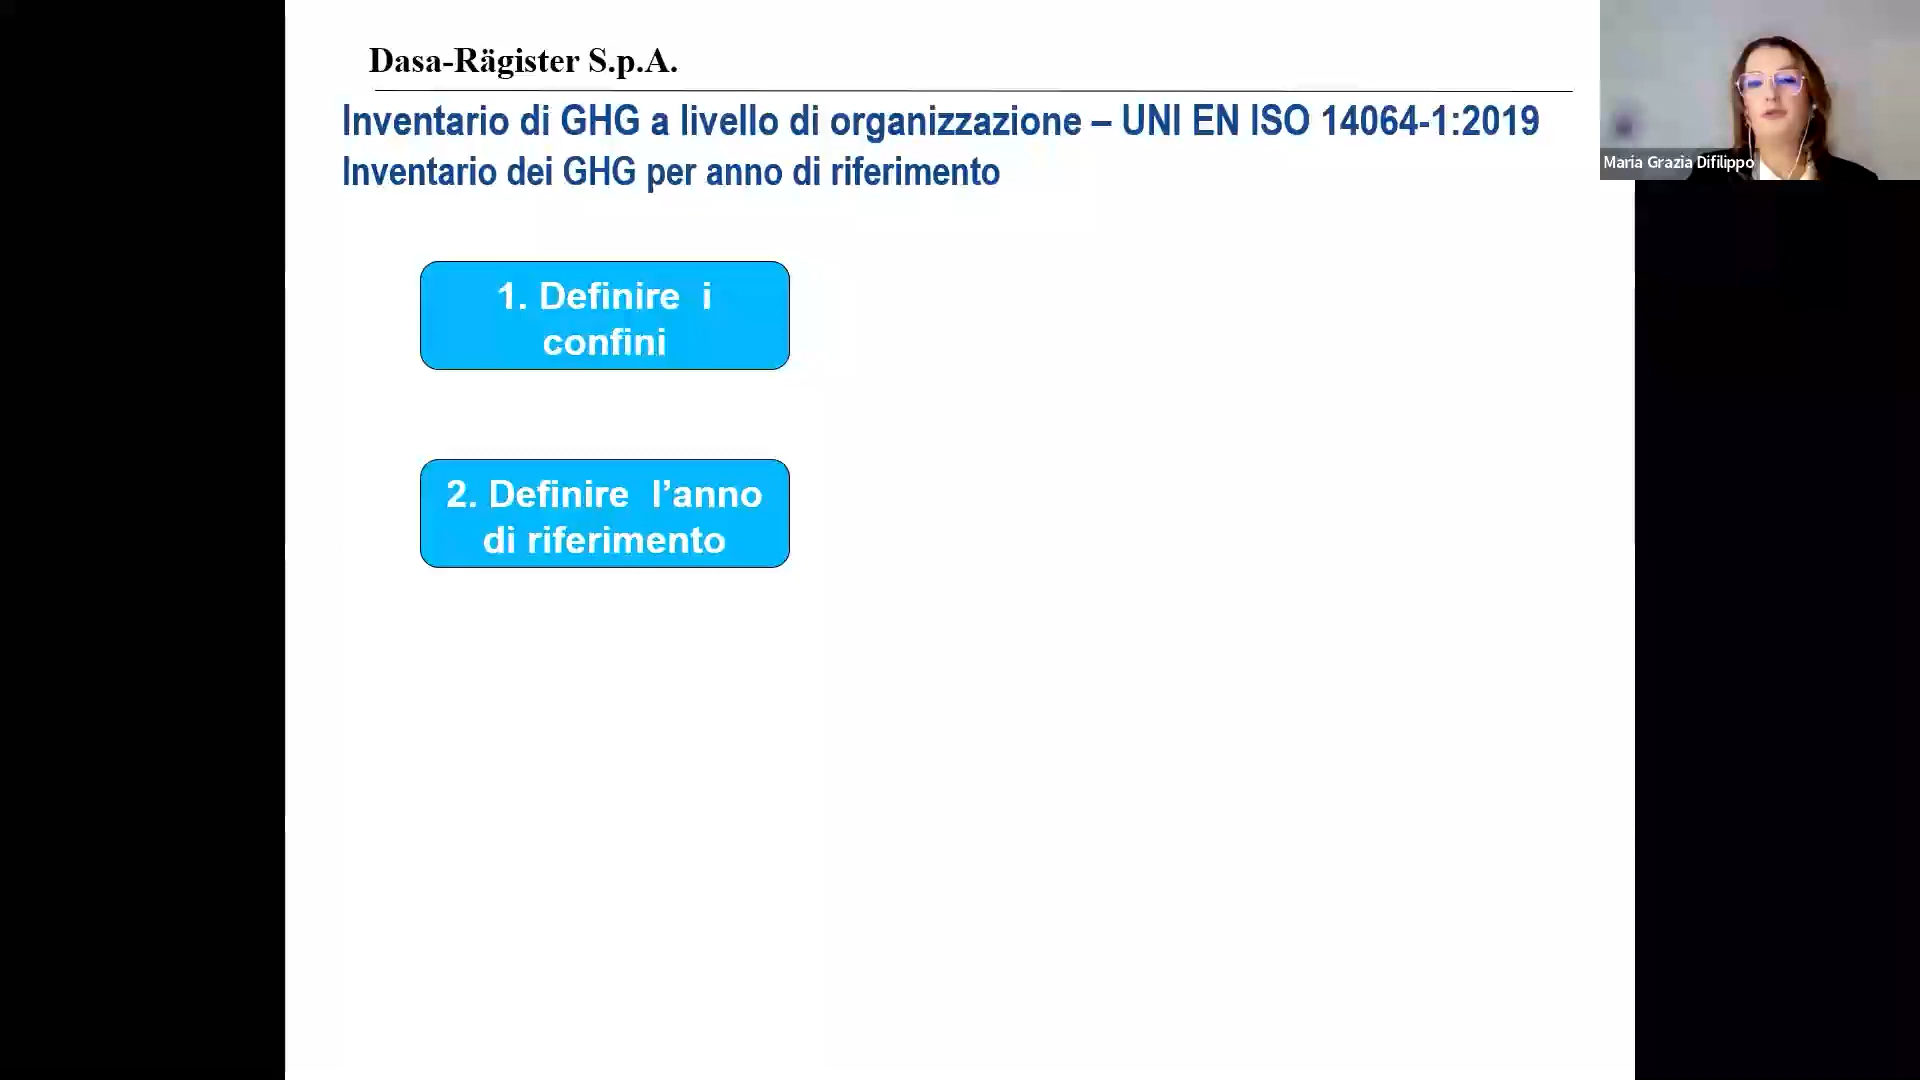 Dasa-Rägister S.p.A.
Inventario di GHG a livello di organizzazione – UNI EN ISO 14064-1:2019
Inventario dei GHG per anno di riferimento
Maria Grazia Difilippo
1. Definire i
confini
2. Definire l’anno
di riferimento